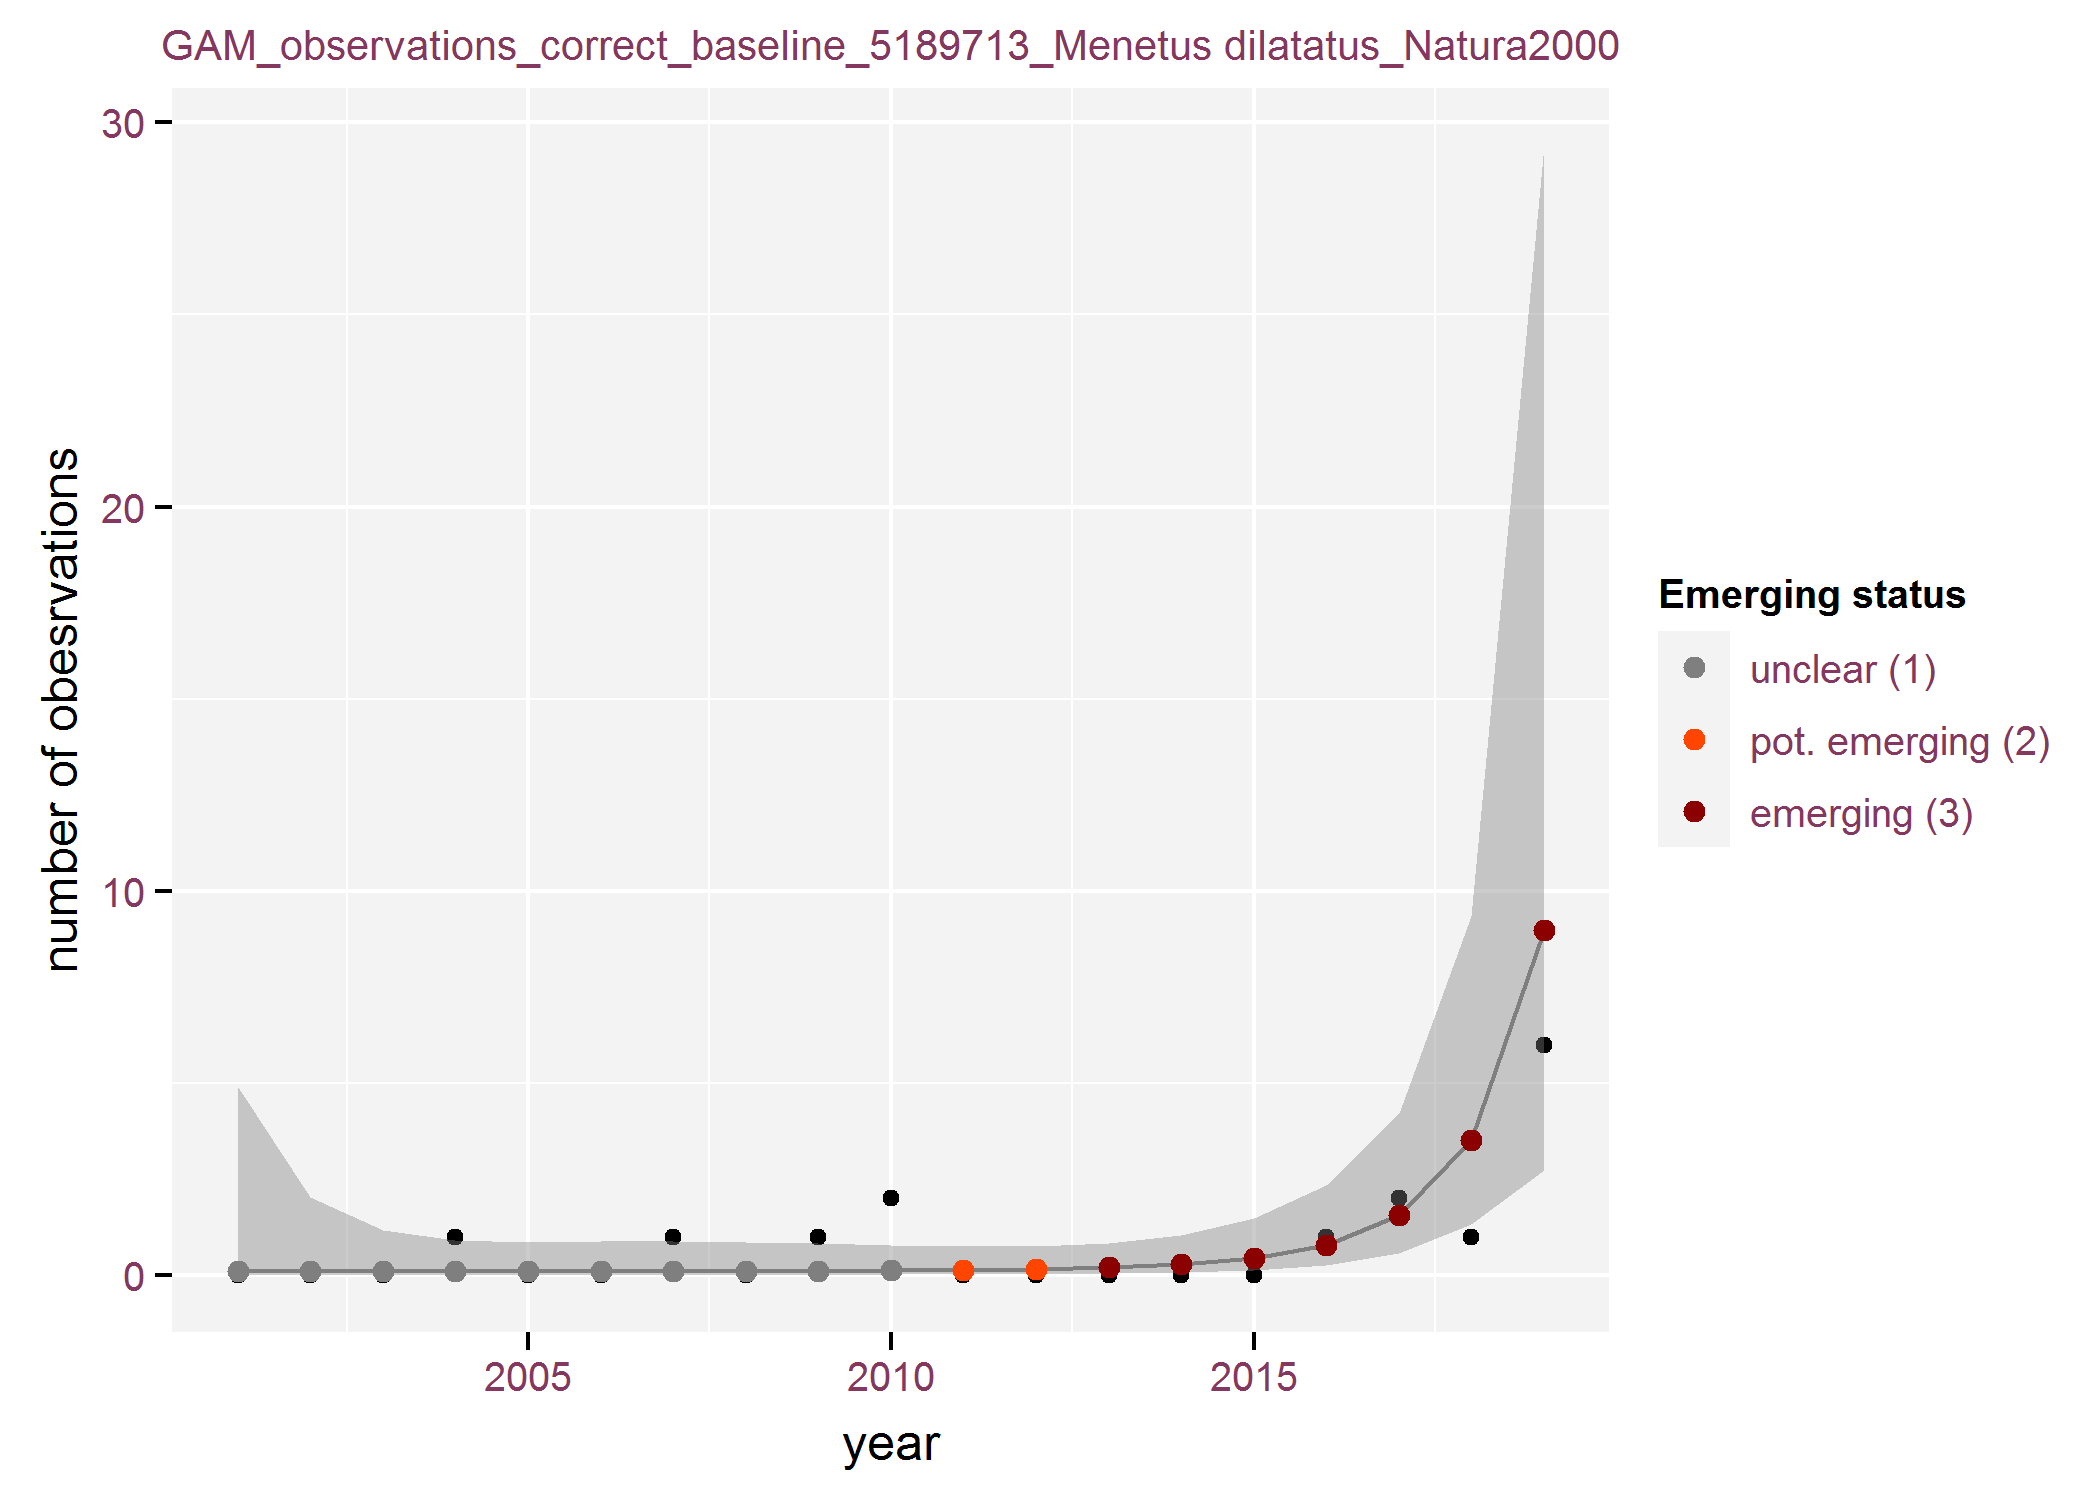 GAM_observations_correct_baseline_5189713_Menetus dilatatus_Natura2000
30
20
10
0
number of obesrvations
2005
2010
2015
year
Emerging status
unclear (1)
pot. emerging (2)
emerging (3)